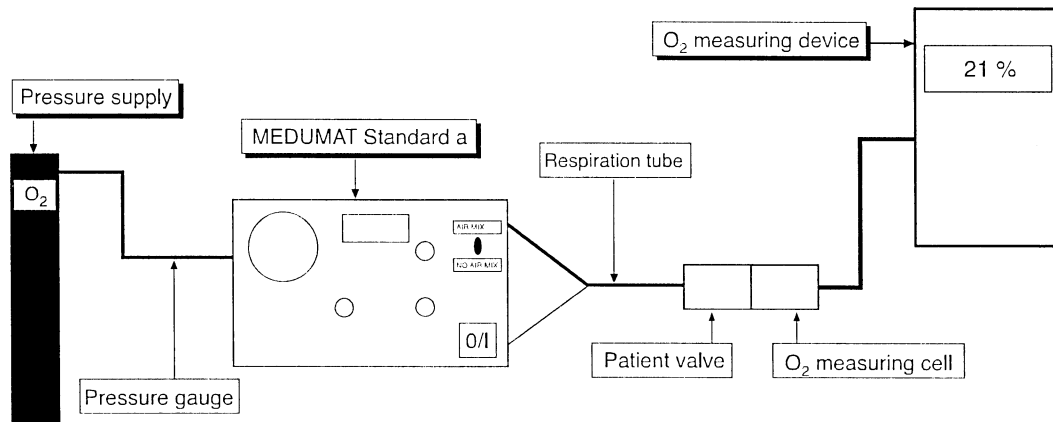 O₂ measuring device
21 %
Pressure supply
MEDUMAT Standard a
Respiration tube
O₂
AIR MIX
NO AIR MIX
0/I
Patient valve
O₂ measuring cell
Pressure gauge